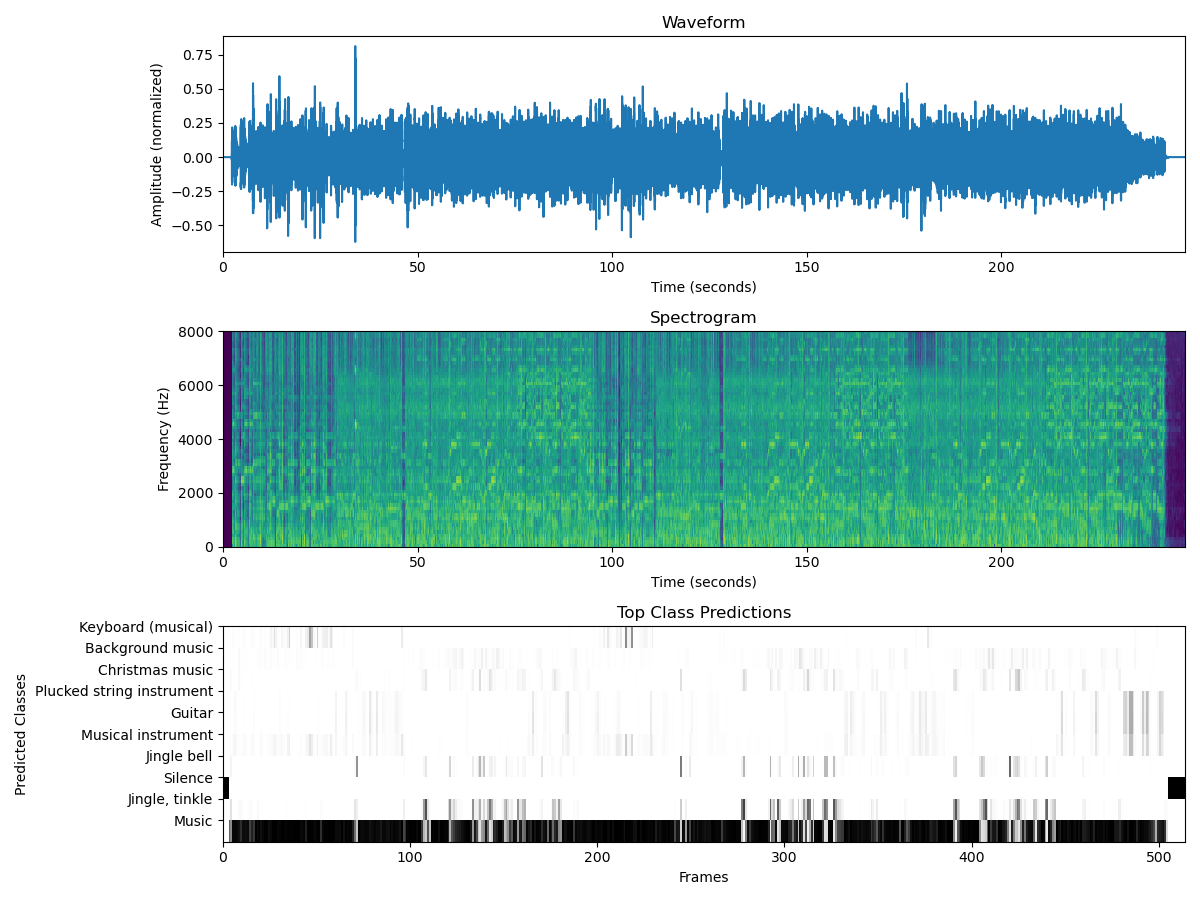 Waveform
Amplitude (normalized)
0.75
0.50
0.25
0.00
−0.25
−0.50
0 50 100 150 200
Time (seconds)
Spectrogram
Frequency (Hz)
8000
6000
4000
2000
0
0 50 100 150 200
Time (seconds)
Top Class Predictions
Predicted Classes
Keyboard (musical)
Background music
Christmas music
Plucked string instrument
Guitar
Musical instrument
Jingle bell
Silence
Jingle, tinkle
Music
0 100 200 300 400 500
Frames